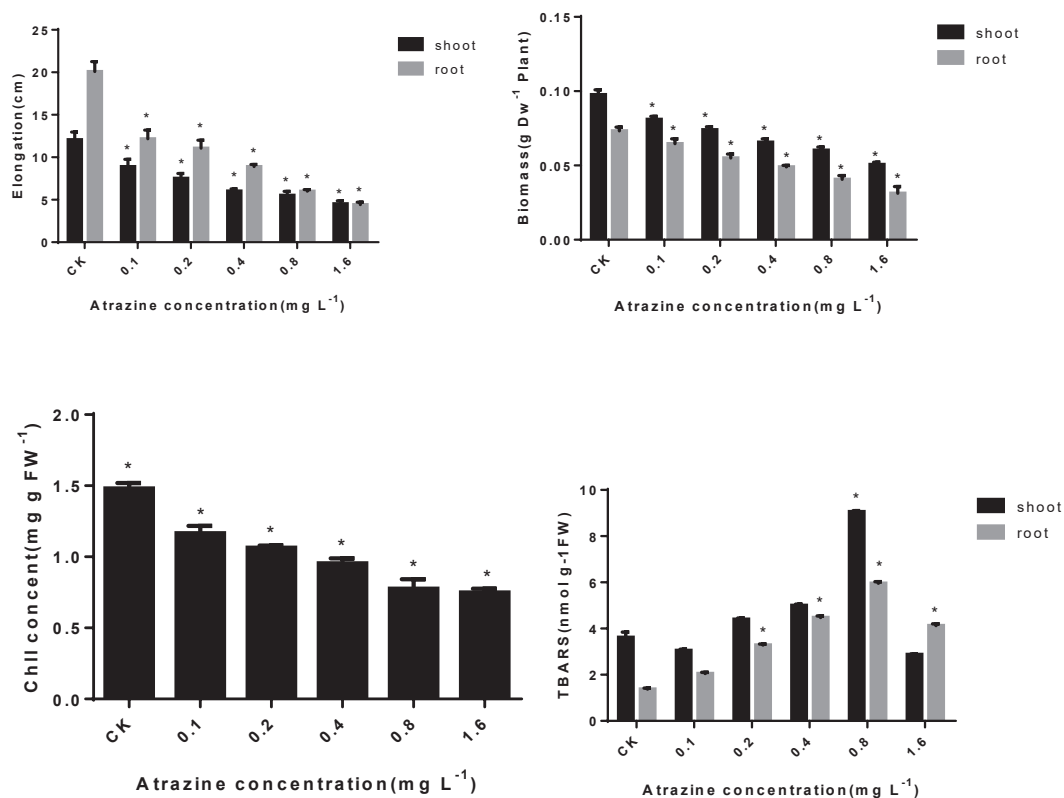 25
20
15
10
5
0
Elongation(cm)
shoot
root
* * * * * * * * * *
CK 0.1 0.2 0.4 0.8 1.6
Atrazine concentration(mg L-1)
0.15
0.10
0.05
0.00
Biomass(g Dw-1 Plant)
shoot
root
* * * * * * * * * *
CK 0.1 0.2 0.4 0.8 1.6
Atrazine concentration(mg L-1)
2.0
1.5
1.0
0.5
0.0
Chll concent(mg g FW-1)
* * * * * *
CK 0.1 0.2 0.4 0.8 1.6
Atrazine concentration(mg L-1)
10
8
6
4
2
0
TBARS(nmol g-1FW)
shoot
root
* * * * *
CK 0.1 0.2 0.4 0.8 1.6
Atrazine concentration(mg L-1)